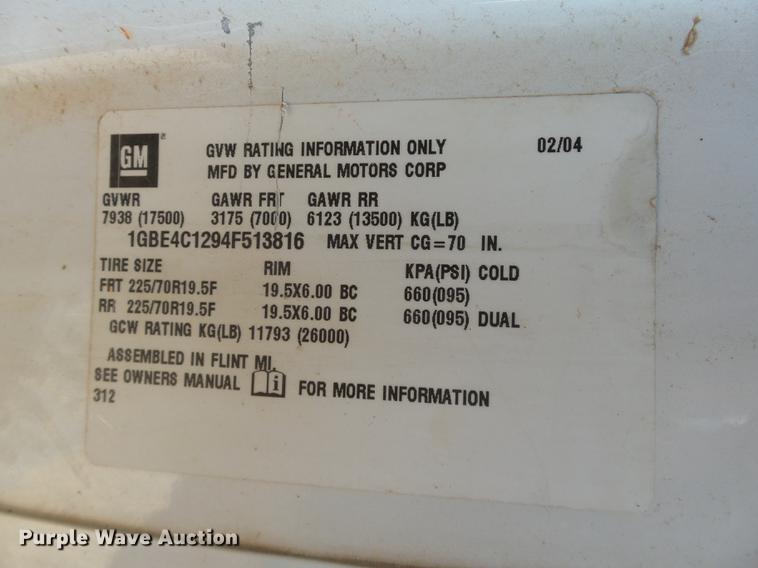 GM ®
GVW RATING INFORMATION ONLY 02/04
MFD BY GENERAL MOTORS CORP
GVWR GAWR FRT GAWR RR
7938 (17500) 3175 (7000) 6123 (13500) KG(LB)
1GBE4C1294F513816 MAX VERT CG=70 IN.
TIRE SIZE RIM KPA(PSI) COLD
FRT 225/70R19.5F 19.5X6.00 BC 660(095)
RR 225/70R19.5F 19.5X6.00 BC 660(095) DUAL
GCW RATING KG(LB) 11793 (26000)
ASSEMBLED IN FLINT MI.
SEE OWNERS MANUAL i FOR MORE INFORMATION
312
Purple Wave Auction®